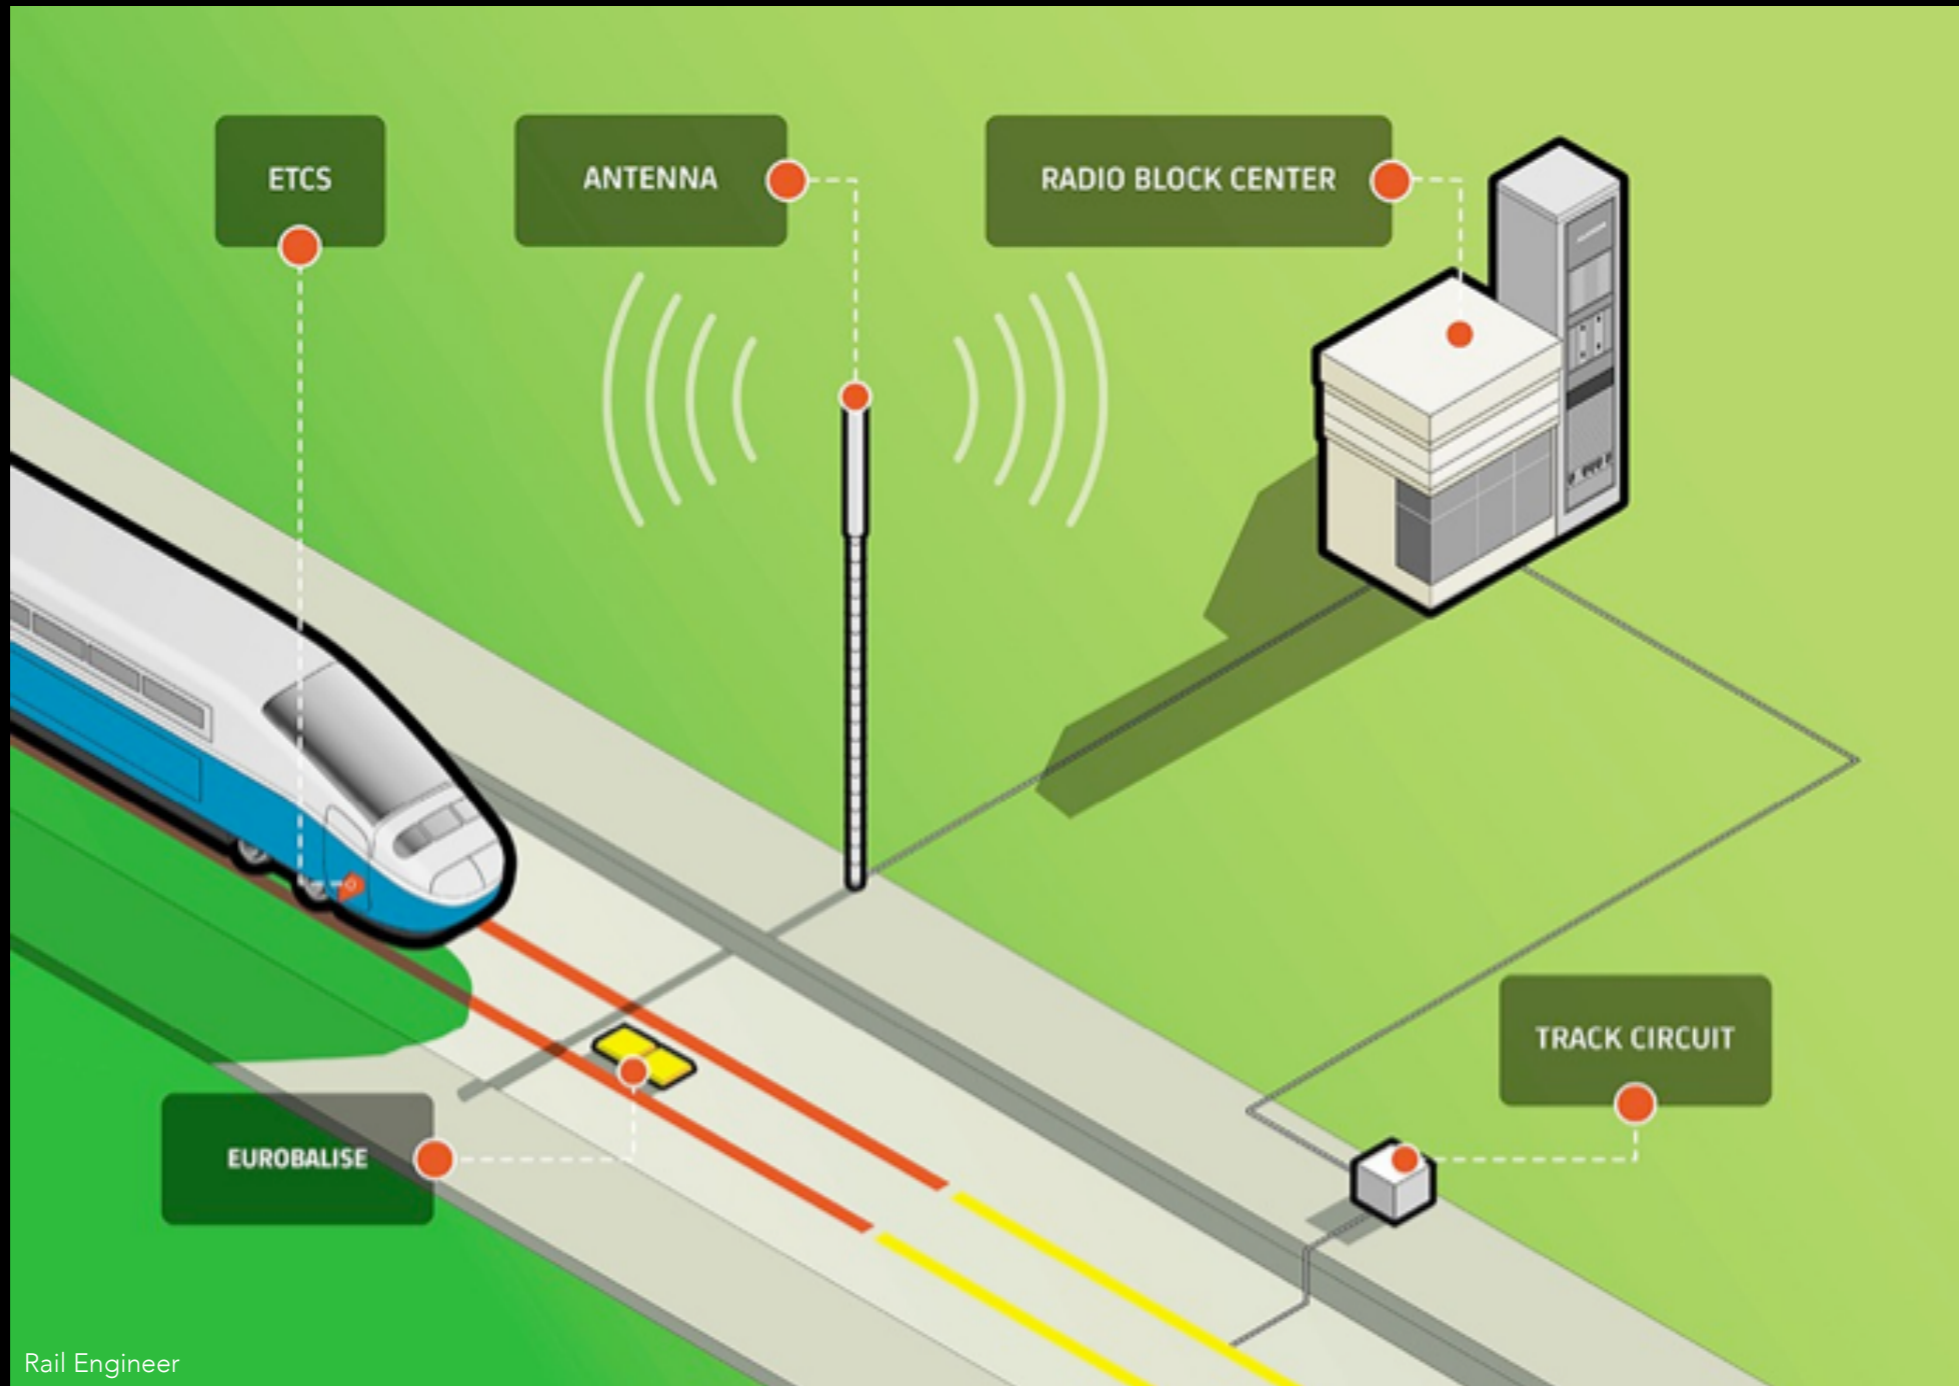 ETCS
ANTENNA
RADIO BLOCK CENTER
TRACK CIRCUIT
EUROBALISE
Rail Engineer